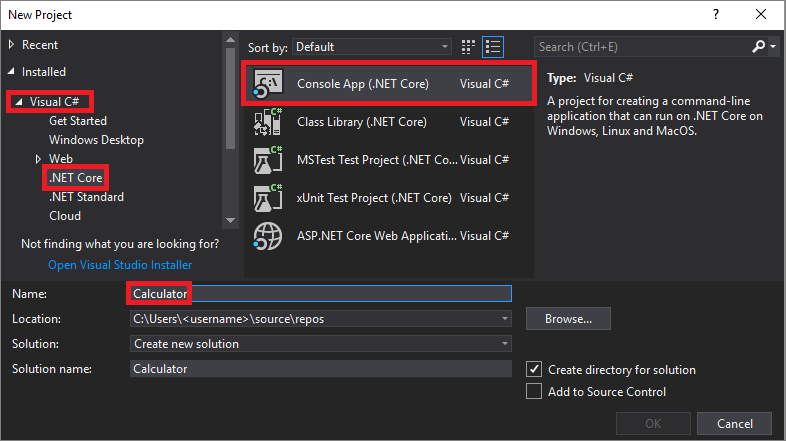 New Project
Recent
Installed
Visual C#
Get Started
Windows Desktop
Web
.NET Core
.NET Standard
Cloud
Not finding what you are looking for?
Open Visual Studio Installer
Sort by: Default
Console App (.NET Core) Visual C#
Class Library (.NET Core) Visual C#
MSTest Test Project (.NET Co... Visual C#
xUnit Test Project (.NET Core) Visual C#
ASP.NET Core Web Applicati... Visual C#
Search (Ctrl+E)
Type: Visual C#
A project for creating a command-line
application that can run on .NET Core on
Windows, Linux and MacOS.
Name: Calculator
Location: C:\Users\<username>\source\repos
Browse...
Solution: Create new solution
Solution name: Calculator
Create directory for solution
Add to Source Control
OK
Cancel